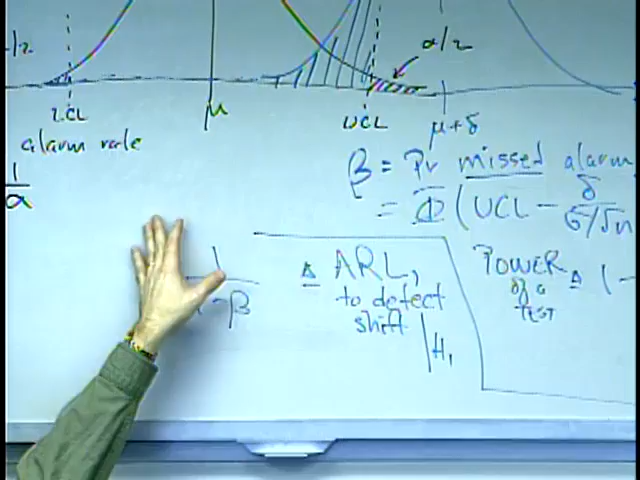 α/2
LCL
μ
UCL
μ+δ
alarm rate
1
α
β = Pr missed alarm
= Φ (UCL - δ
σ/√n
1
1-β
≜ ARL,
to defect
shift
|H₁
POWER ≜ 1-
of a
TEST